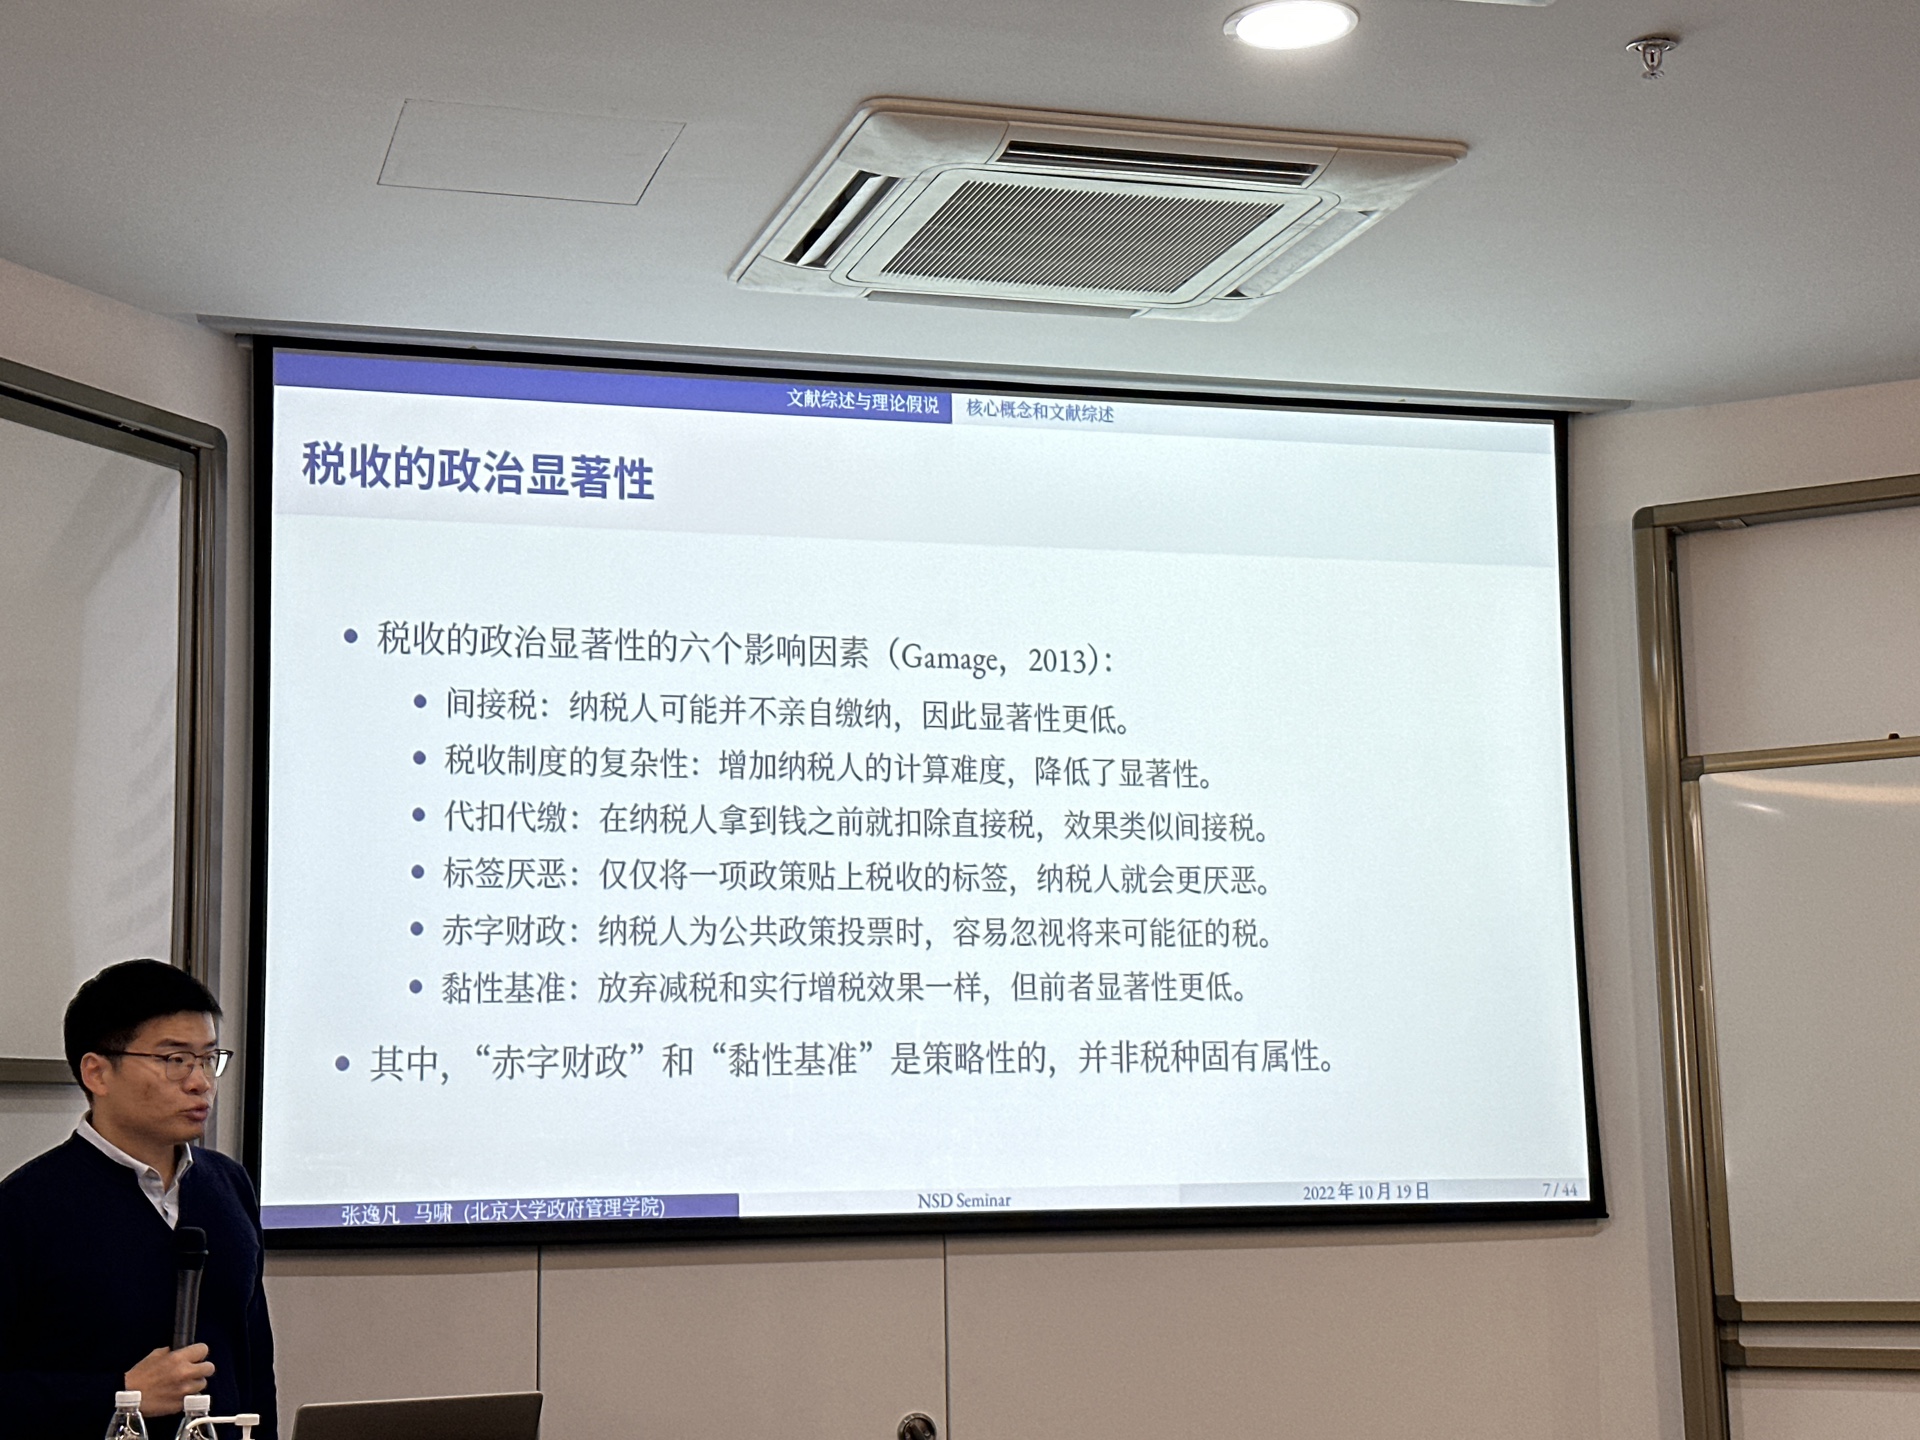 文献综述与理论假说 核心概念和文献综述
税收的政治显著性
• 税收的政治显著性的六个影响因素（Gamage，2013）：
• 间接税：纳税人可能并不亲自缴纳，因此显著性更低。
• 税收制度的复杂性：增加纳税人的计算难度，降低了显著性。
• 代扣代缴：在纳税人拿到钱之前就扣除直接税，效果类似间接税。
• 标签厌恶：仅仅将一项政策贴上税收的标签，纳税人就会更厌恶。
• 赤字财政：纳税人为公共政策投票时，容易忽视将来可能征的税。
• 黏性基准：放弃减税和实行增税效果一样，但前者显著性更低。
• 其中，“赤字财政”和“黏性基准”是策略性的，并非税种固有属性。
张逸凡 马啸（北京大学政府管理学院） NSD Seminar 2022 年 10 月 19 日 7 / 44